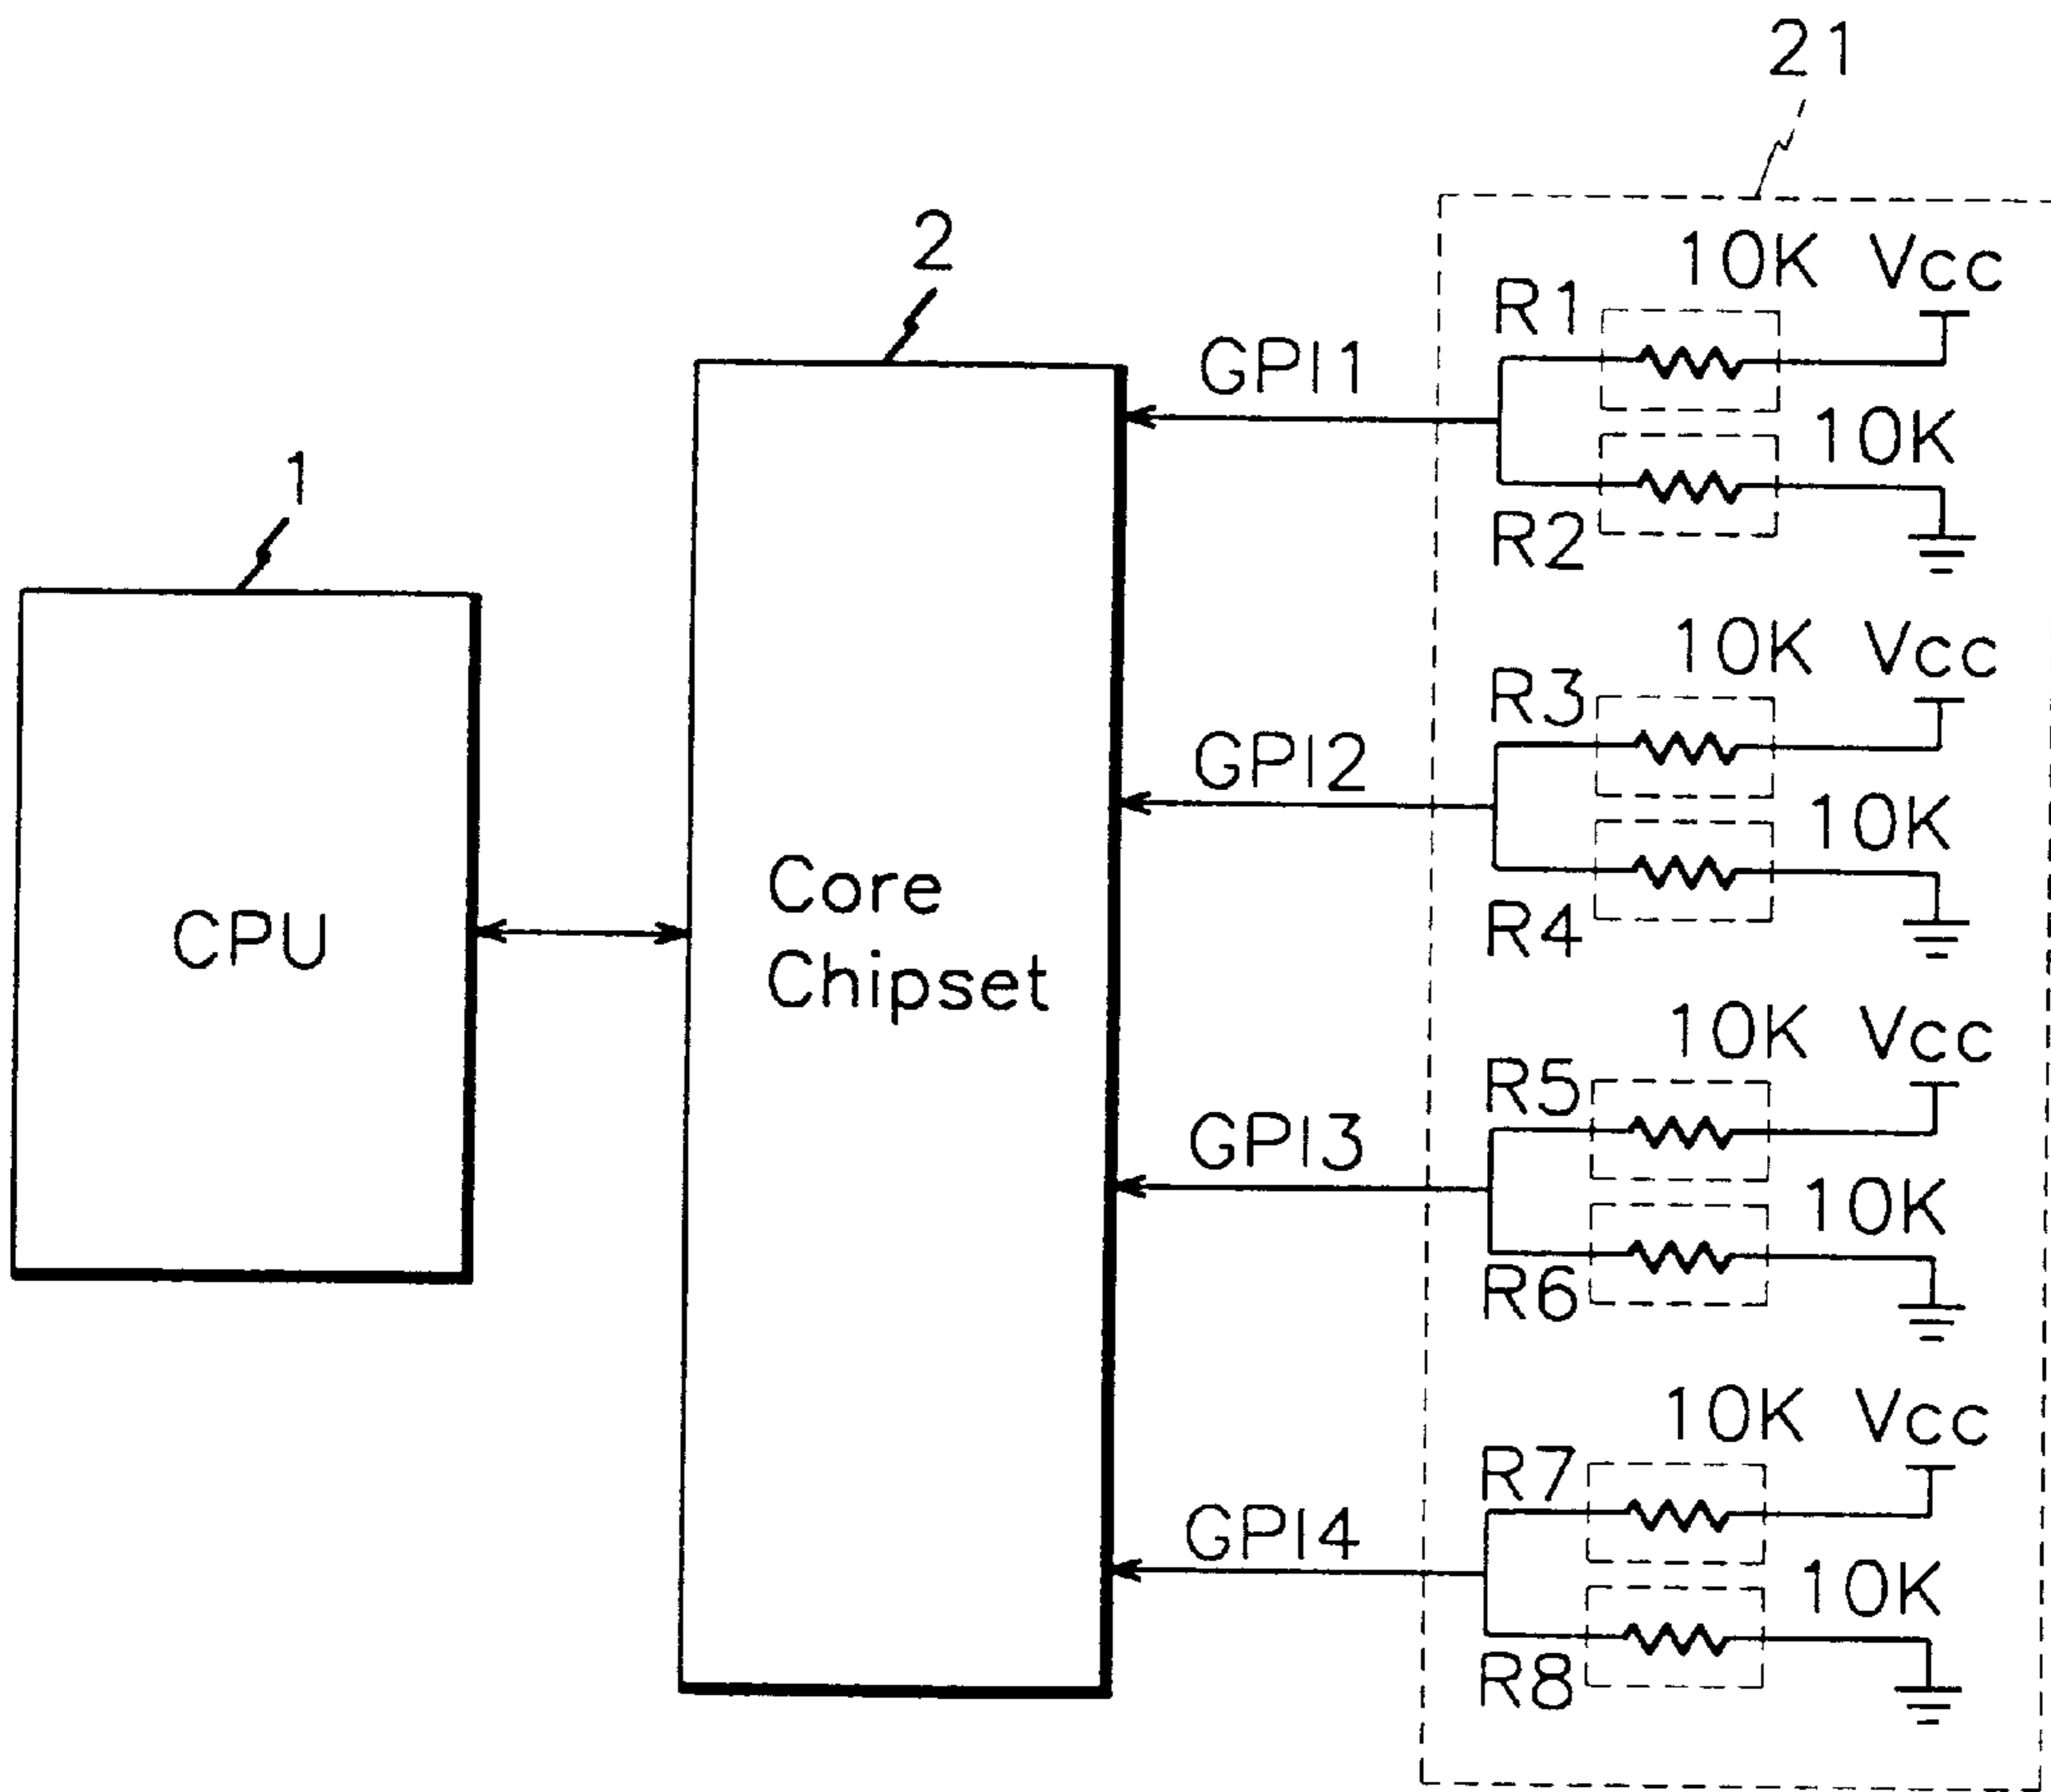 21
2
10K Vcc
R1
GPI1
10K
R2
1
10K Vcc
R3
GPI2
10K
R4
Core
Chipset
CPU
10K Vcc
R5
GPI3
10K
R6
10K Vcc
R7
GPI4
10K
R8